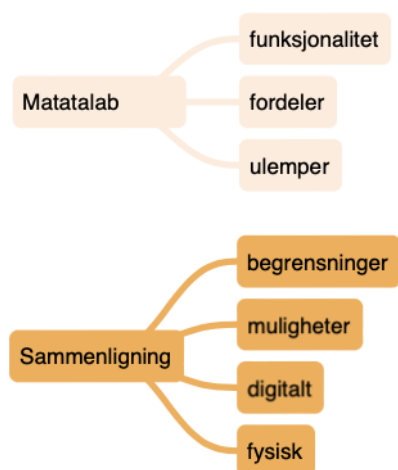 Matatalab
funksjonalitet
fordeler
ulemper
Sammenligning
begrensninger
muligheter
digitalt
fysisk